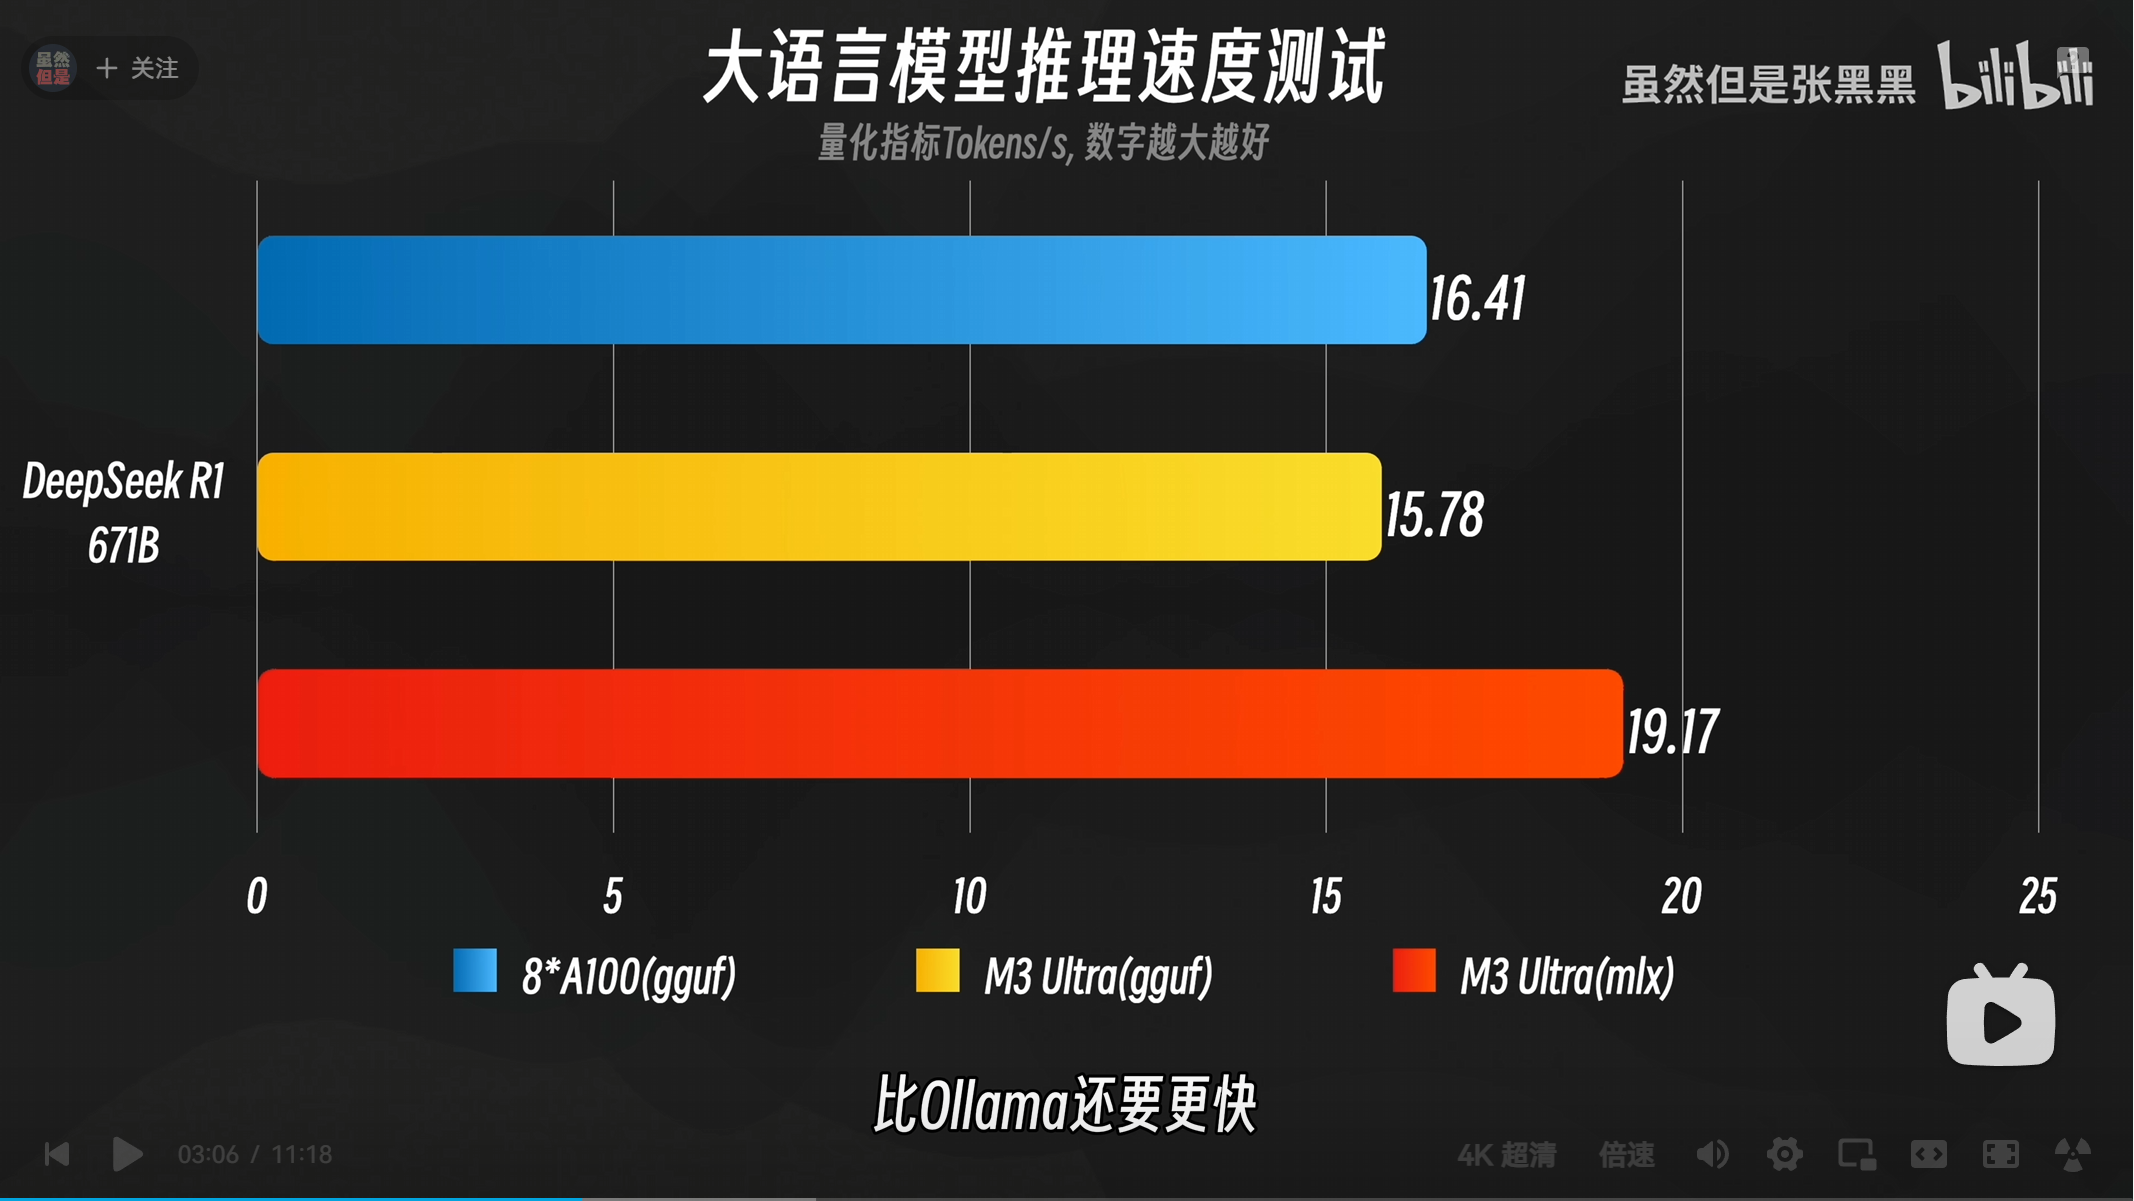 大语言模型推理速度测试
虽然但是
+ 关注
虽然但是张黑黑 bilibili
量化指标Tokens/s, 数字越大越好
16.41
DeepSeek R1
671B
15.78
19.17
0 5 10 15 20 25
8*A100(gguf) M3 Ultra(gguf) M3 Ultra(mlx)
比Ollama还要更快
03:06 / 11:18 4K 超清 倍速